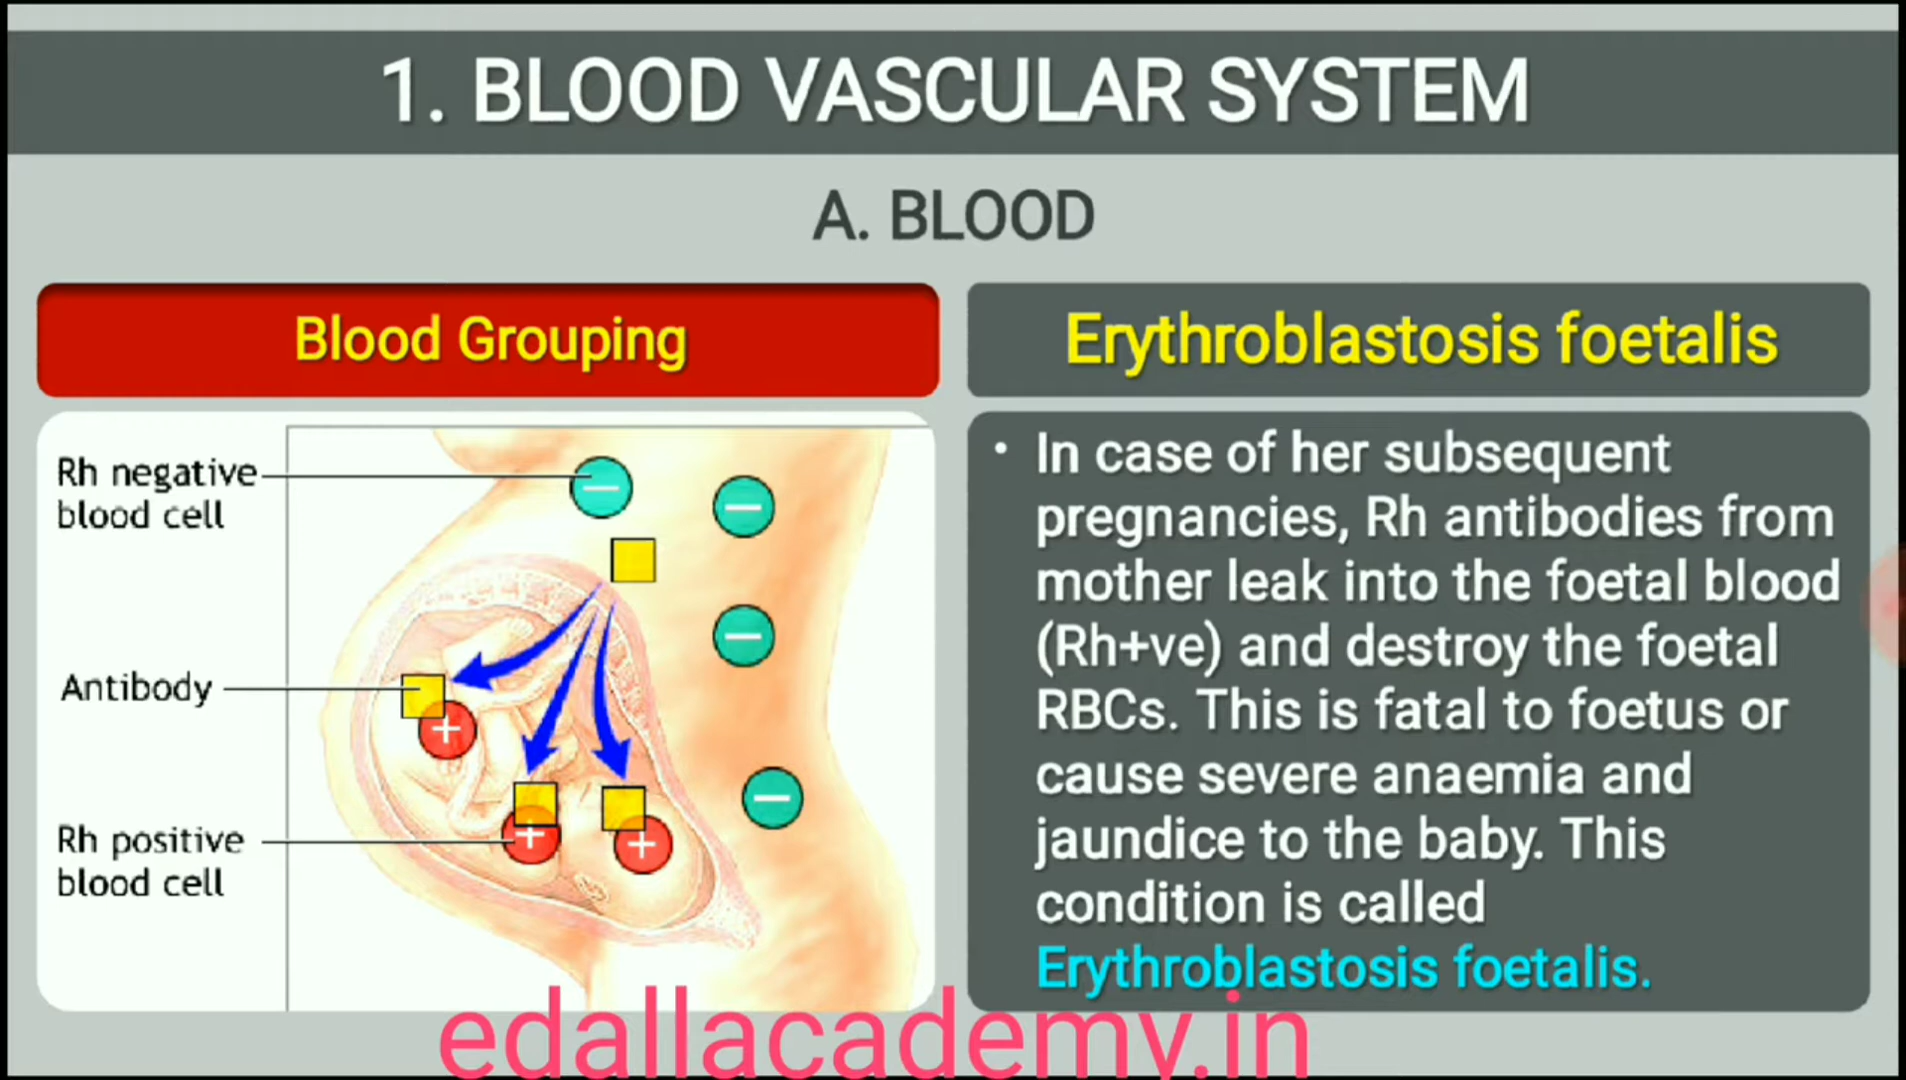 1. BLOOD VASCULAR SYSTEM
A. BLOOD
Blood Grouping
Rh negative
blood cell
Antibody
Rh positive
blood cell
Erythroblastosis foetalis
• In case of her subsequent
pregnancies, Rh antibodies from
mother leak into the foetal blood
(Rh+ve) and destroy the foetal
RBCs. This is fatal to foetus or
cause severe anaemia and
jaundice to the baby. This
condition is called
Erythroblastosis foetalis.
edallacademy.in